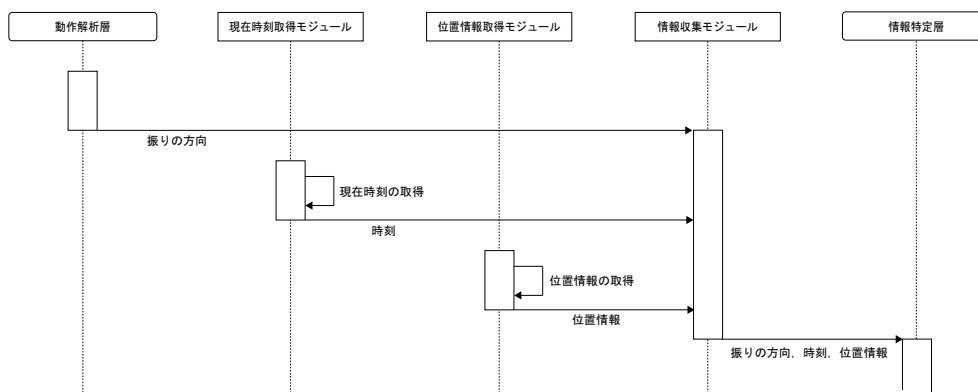 動作解析層
現在時刻取得モジュール
位置情報取得モジュール
情報収集モジュール
情報特定層
振りの方向
現在時刻の取得
時刻
位置情報の取得
位置情報
振りの方向，時刻，位置情報